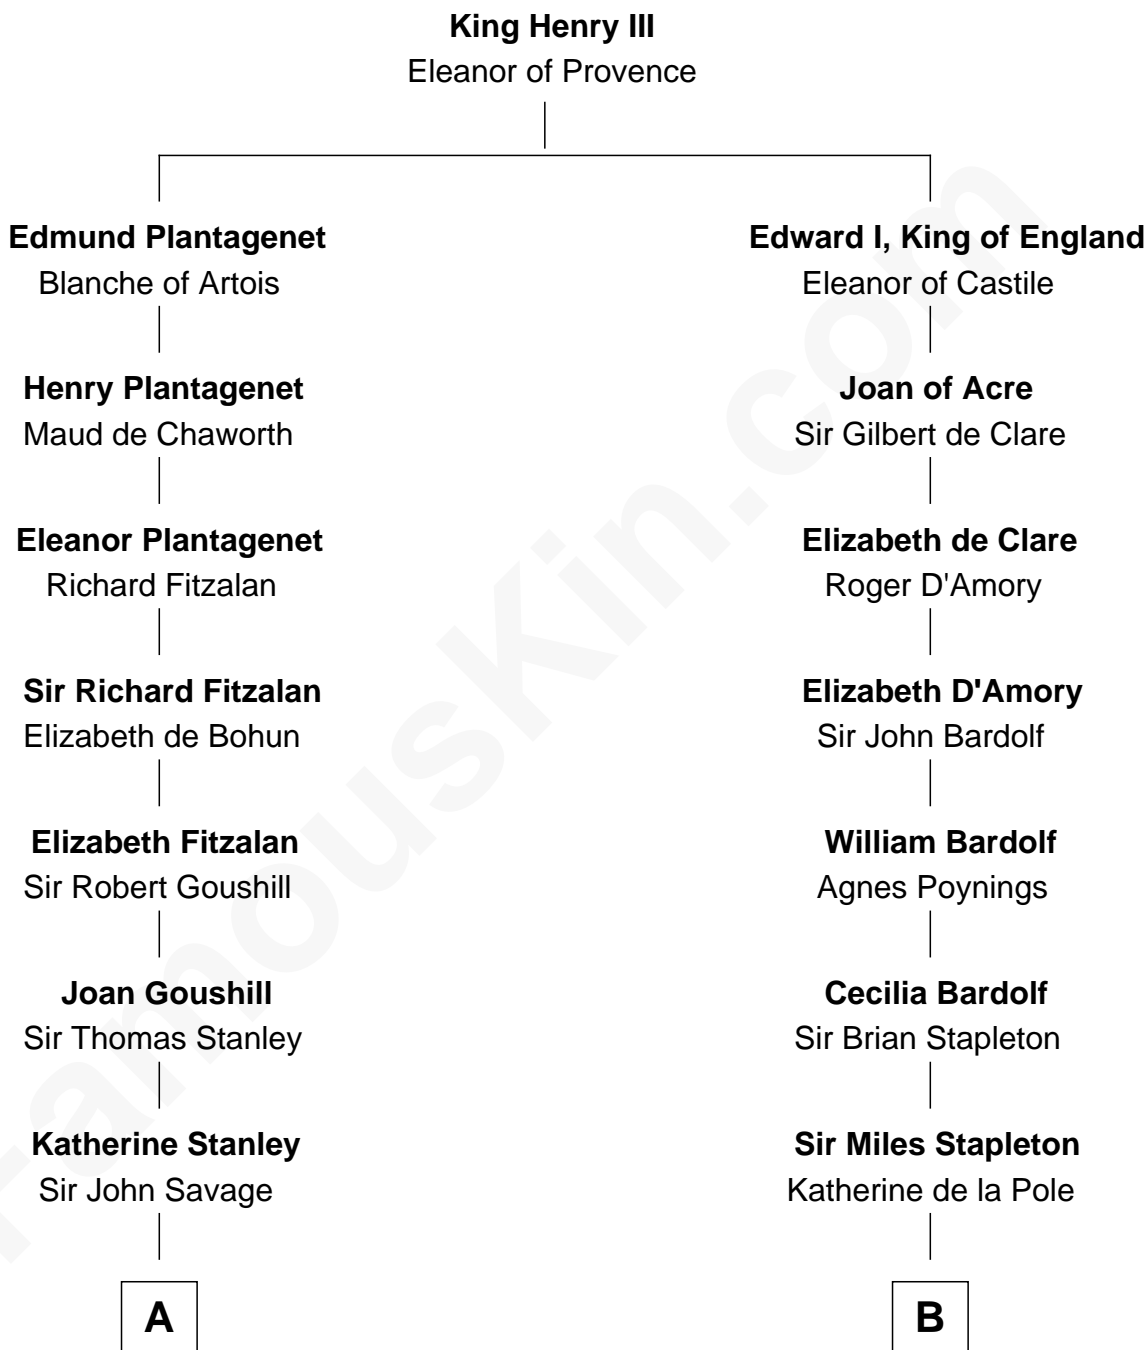 King Henry III
Eleanor of Provence
Edmund Plantagenet
Blanche of Artois
Henry Plantagenet
Maud de Chaworth
Eleanor Plantagenet
Richard Fitzalan
Sir Richard Fitzalan
Elizabeth de Bohun
Elizabeth Fitzalan
Sir Robert Goushill
Joan Goushill
Sir Thomas Stanley
Katherine Stanley
Sir John Savage
A
Edward I, King of England
Eleanor of Castile
Joan of Acre
Sir Gilbert de Clare
Elizabeth de Clare
Roger D'Amory
Elizabeth D'Amory
Sir John Bardolf
William Bardolf
Agnes Poynings
Cecilia Bardolf
Sir Brian Stapleton
Sir Miles Stapleton
Katherine de la Pole
B
FamousKin.com